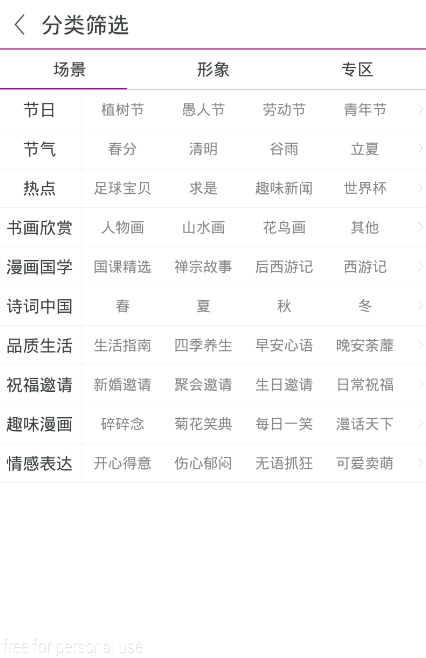 分类筛选
场景 形象 专区
节日 植树节 愚人节 劳动节 青年节
节气 春分 清明 谷雨 立夏
热点 足球宝贝 求是 趣味新闻 世界杯
书画欣赏 人物画 山水画 花鸟画 其他
漫画国学 国课精选 禅宗故事 后西游记 西游记
诗词中国 春 夏 秋 冬
品质生活 生活指南 四季养生 早安心语 晚安荼蘼
祝福邀请 新婚邀请 聚会邀请 生日邀请 日常祝福
趣味漫画 碎碎念 菊花笑典 每日一笑 漫话天下
情感表达 开心得意 伤心郁闷 无语抓狂 可爱卖萌
free for personal use